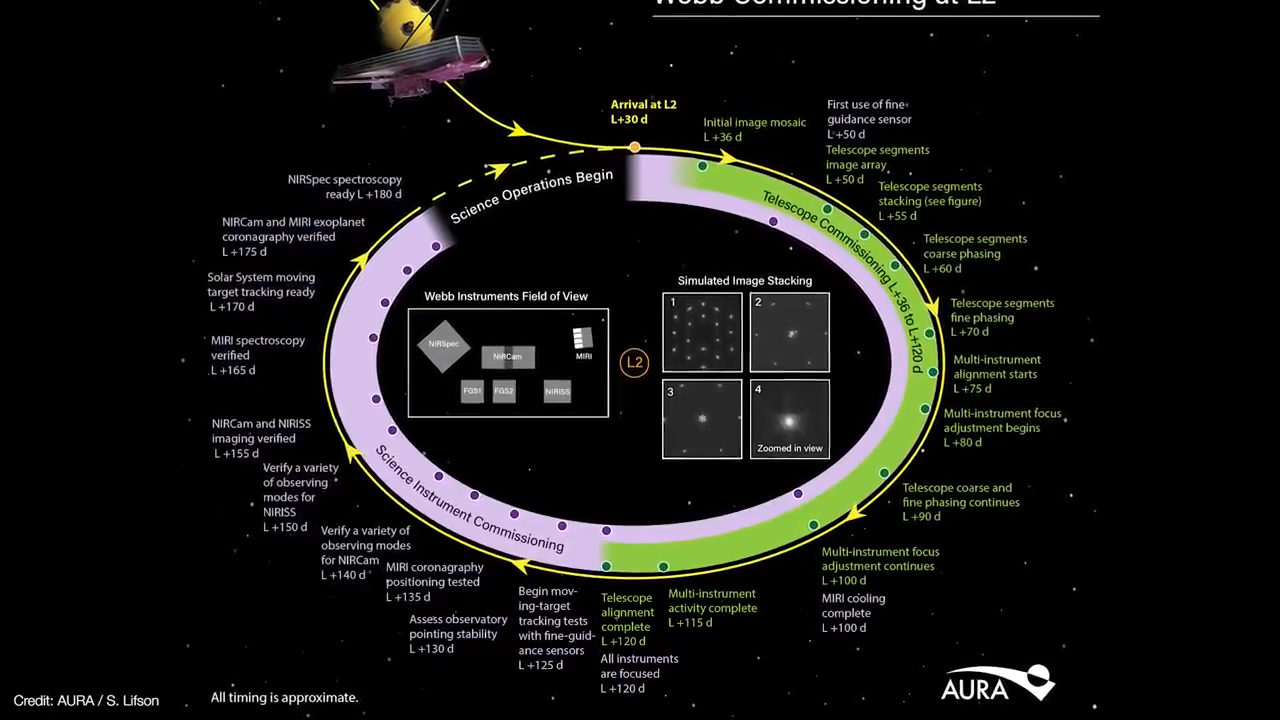 Webb Commissioning at L2
Arrival at L2
L+30 d
Initial image mosaic
L +36 d
First use of fine-
guidance sensor
L +50 d
Telescope segments
image array
L +50 d
Telescope segments
stacking (see figure)
L +55 d
Telescope segments
coarse phasing
L +60 d
Telescope segments
fine phasing
L +70 d
Multi-instrument
alignment starts
L +75 d
Multi-instrument focus
adjustment begins
L +80 d
Telescope coarse and
fine phasing continues
L +90 d
Multi-instrument focus
adjustment continues
L +100 d
MIRI cooling
complete
L +100 d
Multi-instrument
activity complete
L +115 d
Telescope
alignment
complete
L +120 d
All instruments
are focused
L +120 d
Begin mov-
ing-target
tracking tests
with fine-guid-
ance sensors
L +125 d
Assess observatory
pointing stability
L +130 d
MIRI coronagraphy
positioning tested
L +135 d
Verify a variety of
observing modes
for NIRCam
L +140 d
Verify a variety
of observing
modes for
NIRISS
L +150 d
NIRCam and NIRISS
imaging verified
L +155 d
MIRI spectroscopy
verified
L +165 d
Solar System moving
target tracking ready
L +170 d
NIRCam and MIRI exoplanet
coronagraphy verified
L +175 d
NIRSpec spectroscopy
ready L +180 d
Science Operations Begin
Telescope Commissioning L+36 to L+120 d
Science Instrument Commissioning
Webb Instruments Field of View
NIRSpec
NIRCam
MIRI
FGS1
FGS2
NIRISS
L2
Simulated Image Stacking
1
2
3
4
Zoomed in view
Credit: AURA / S. Lifson
All timing is approximate.
AURA